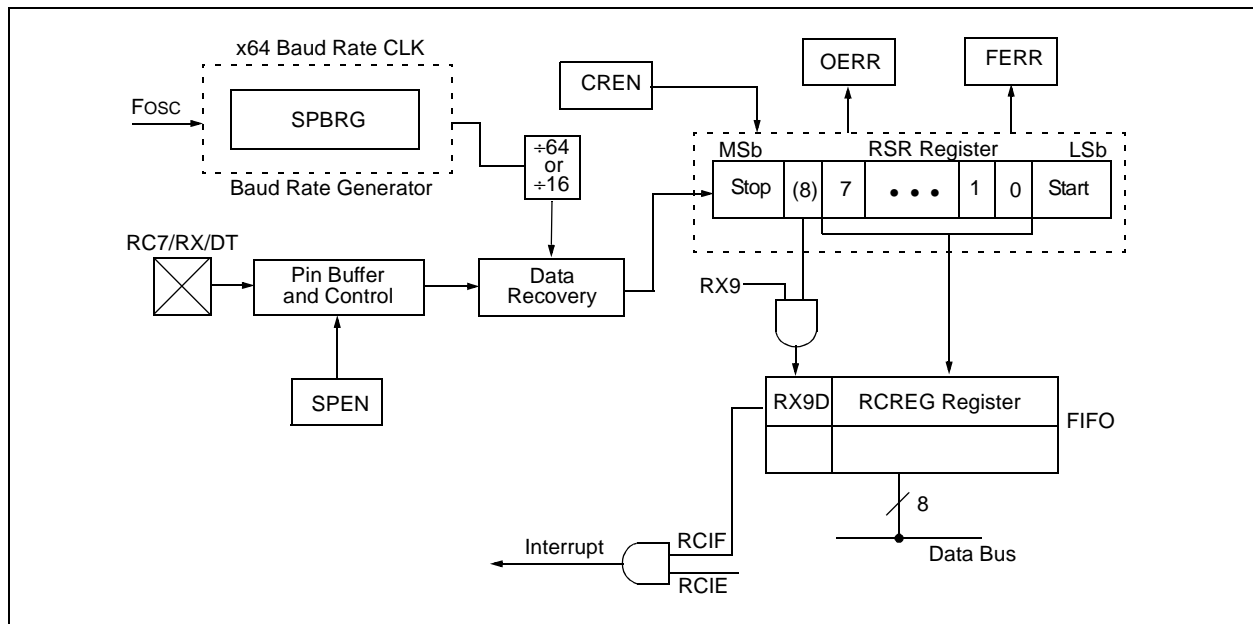 x64 Baud Rate CLK
FOSC
SPBRG
Baud Rate Generator
÷64
or
÷16
CREN
OERR
FERR
MSb
RSR Register
LSb
Stop
(8)
7
• • •
1
0
Start
RC7/RX/DT
Pin Buffer
and Control
Data
Recovery
SPEN
RX9
RX9D
RCREG Register
FIFO
8
Data Bus
Interrupt
RCIF
RCIE